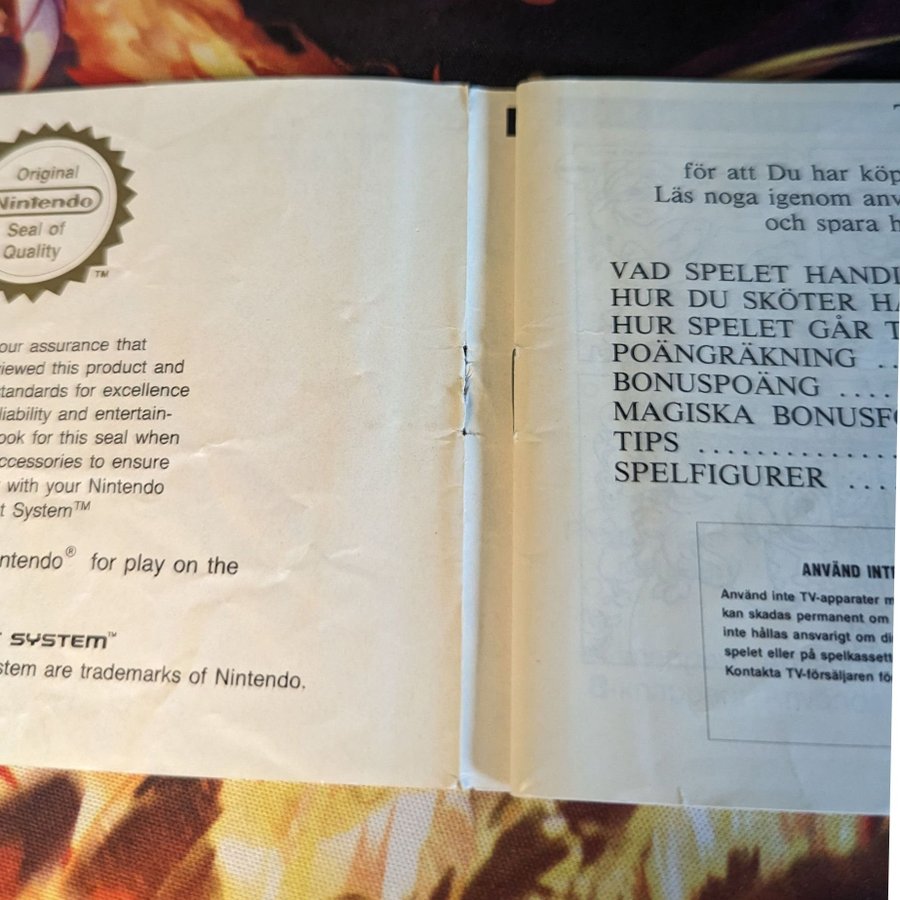 Original
Nintendo
Seal of
Quality
TM
our assurance that
viewed this product and
standards for excellence
liability and entertain-
ook for this seal when
ccessories to ensure
with your Nintendo
t System™
ntendo® for play on the
SYSTEM™
stem are trademarks of Nintendo.
för att Du har köp
Läs noga igenom anv
och spara h
VAD SPELET HANDL
HUR DU SKÖTER HA
HUR SPELET GÅR T
POÄNGRÄKNING ..
BONUSPOÄNG ....
MAGISKA BONUSFÖ
TIPS ..............
SPELFIGURER ....
ANVÄND INTE
Använd inte TV-apparater m
kan skadas permanent om
inte hållas ansvarigt om di
spelet eller på spelkassett
Kontakta TV-försäljaren fö